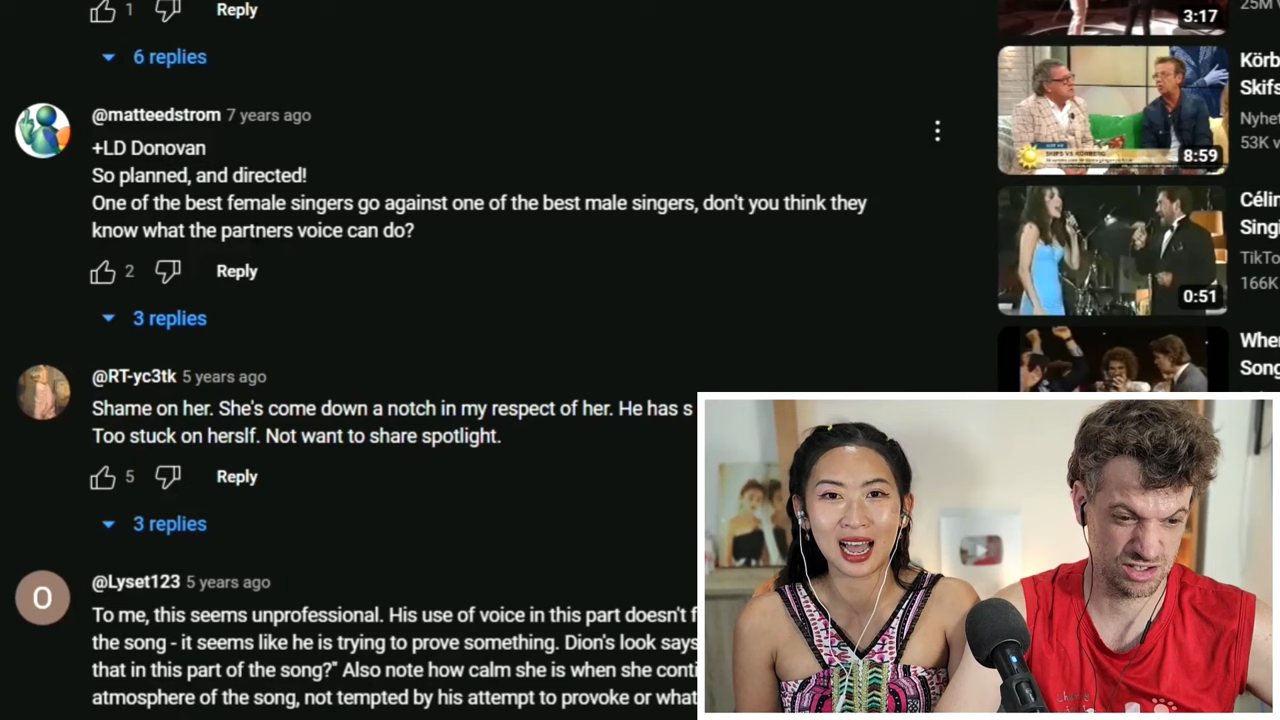 1 Reply
6 replies
@matteedstrom 7 years ago
+LD Donovan
So planned, and directed!
One of the best female singers go against one of the best male singers, don't you think they
know what the partners voice can do?
2 Reply
3 replies
@RT-yc3tk 5 years ago
Shame on her. She's come down a notch in my respect of her. He has s
Too stuck on herslf. Not want to share spotlight.
5 Reply
3 replies
O
@Lyset123 5 years ago
To me, this seems unprofessional. His use of voice in this part doesn't f
the song - it seems like he is trying to prove something. Dion's look says
that in this part of the song?" Also note how calm she is when she conti
atmosphere of the song, not tempted by his attempt to provoke or what
3:17
25M
Körb
Skifs
Nyhet
53K v
SKIFS VS KÖRBERG
8:59
Célin
Singi
TikTo
166K
0:51
Wher
Song